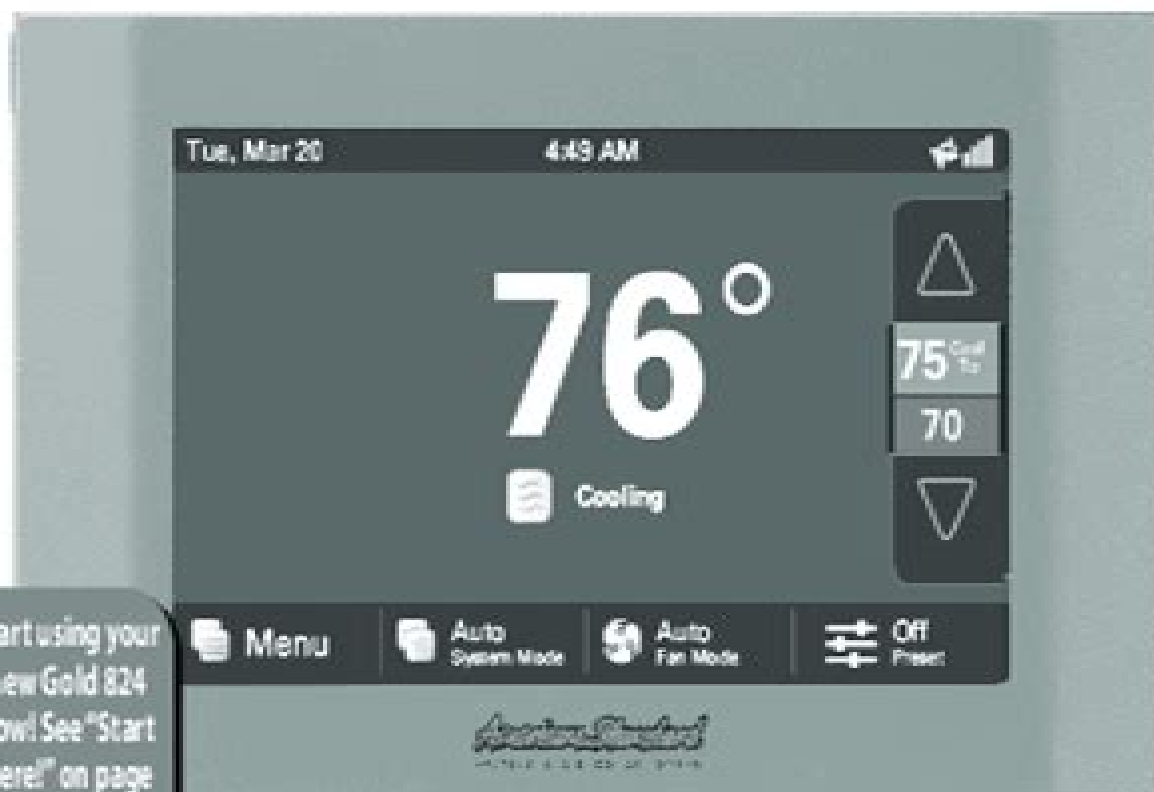 Tue, Mar 20 4:49 AM
76°
75 Cool
To
70
Cooling
Menu
Auto
System Mode
Auto
Fan Mode
Off
Preset
art using your
ew Gold 824
ow! See "Start
ere!" on page
American Standard